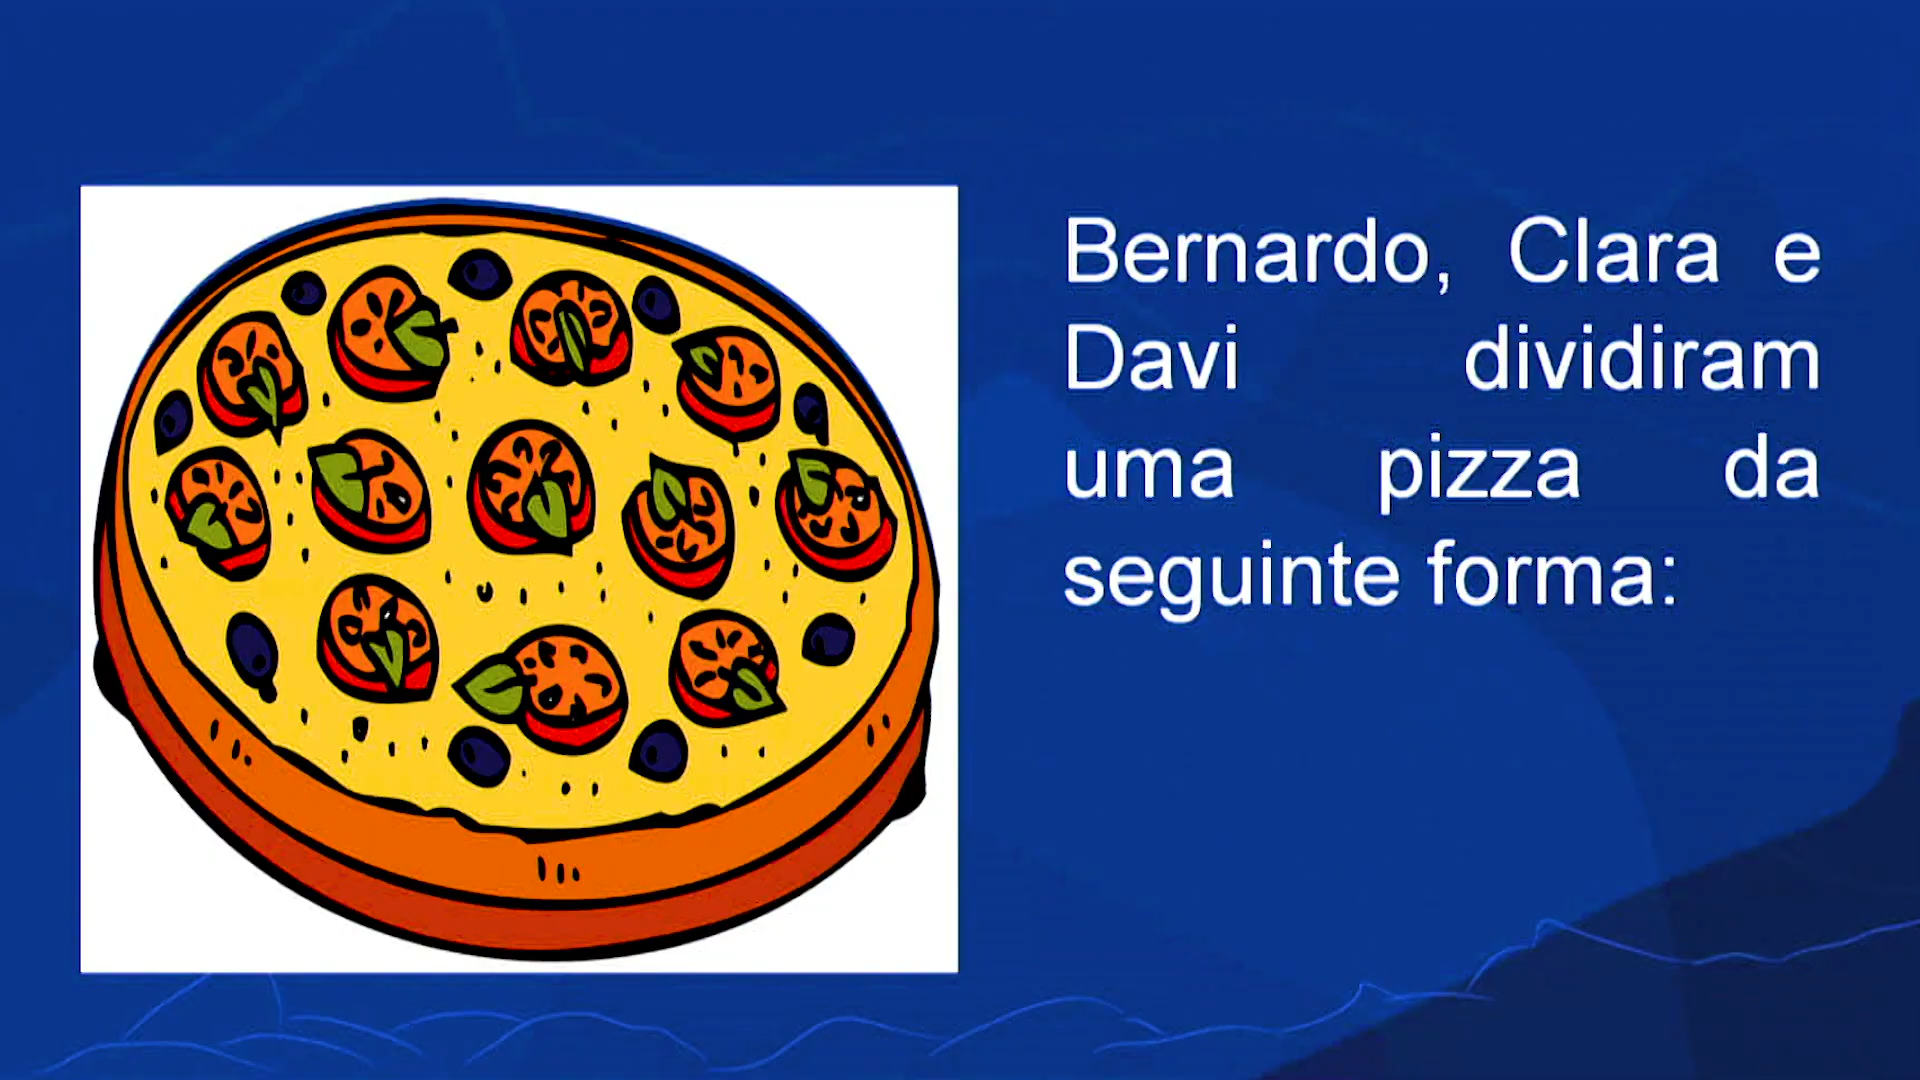 Bernardo, Clara e
Davi dividiram
uma pizza da
seguinte forma: